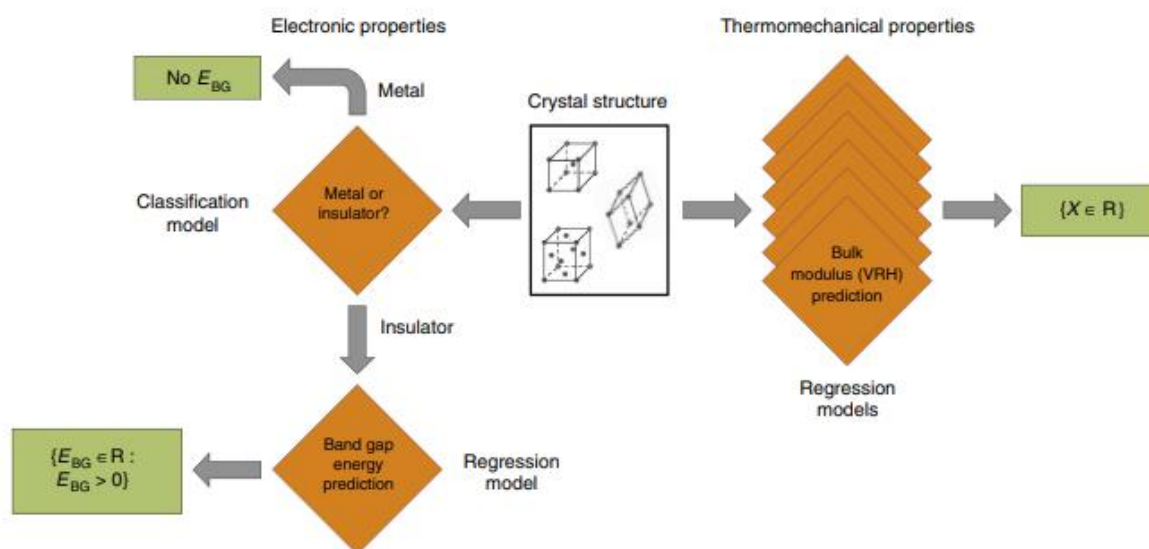 Electronic properties
Thermomechanical properties
No E_BG
Metal
Crystal structure
Classification
model
Metal or
insulator?
{X ∈ R}
Bulk
modulus (VRH)
prediction
Insulator
Regression
models
{E_BG ∈ R :
E_BG > 0}
Band gap
energy
prediction
Regression
model